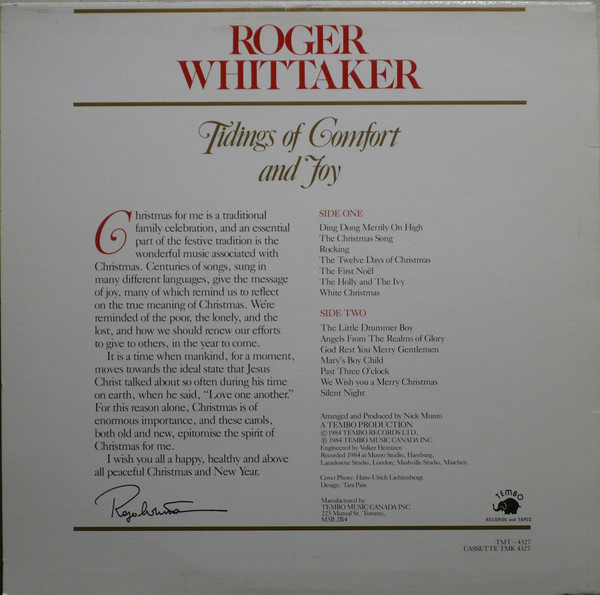 ROGER
WHITTAKER
Tidings of Comfort
and Joy
Christmas for me is a traditional
family celebration, and an essential
part of the festive tradition is the
wonderful music associated with
Christmas. Centuries of songs, sung in
many different languages, give the message
of joy, many of which remind us to reflect
on the true meaning of Christmas. We're
reminded of the poor, the lonely, and the
lost, and how we should renew our efforts
to give to others, in the year to come.
It is a time when mankind, for a moment,
moves towards the ideal state that Jesus
Christ talked about so often during his time
on earth, when he said, "Love one another."
For this reason alone, Christmas is of
enormous importance, and these carols,
both old and new, epitomise the spirit of
Christmas for me.
I wish you all a happy, healthy and above
all peaceful Christmas and New Year.
SIDE ONE
Ding Dong Merrily On High
The Christmas Song
Rocking
The Twelve Days of Christmas
The First Noël
The Holly and The Ivy
White Christmas
SIDE TWO
The Little Drummer Boy
Angels From The Realms of Glory
God Rest You Merry Gentlemen
Mary's Boy Child
Past Three O'clock
We Wish you a Merry Christmas
Silent Night
Arranged and Produced by Nick Munro
A TEMBO PRODUCTION
© 1984 TEMBO RECORDS LTD.
℗ 1984 TEMBO MUSIC CANADA INC.
Engineered by Volker Heintzen
Recorded 1984 at Munro Studio, Hamburg,
Lansdowne Studio, London; Mashville Studio, Maschen.
Cover Photo: Hans-Ulrich Lichtenberg
Design: Tara Pain
Manufactured by
TEMBO MUSIC CANADA INC
223 Mutual St. Toronto,
M5B 2B4
TEMBO
RECORDS and TAPES
TMT—4327
CASSETTE TMK 4327